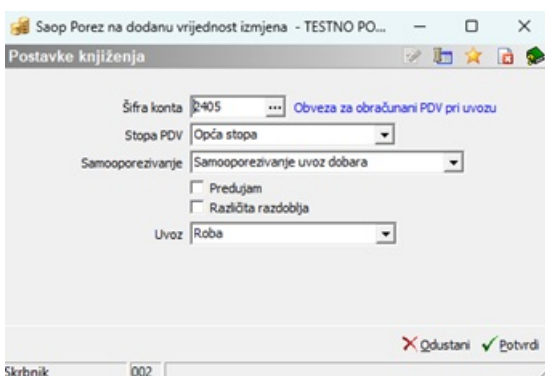 Saop Porez na dodanu vrijednost izmjena - TESTNO PO...
Postavke knjiženja
Šifra konta 2405 ... Obveza za obračunani PDV pri uvozu
Stopa PDV Opća stopa
Samooporezivanje Samooporezivanje uvoz dobara
Predujam
Različita razdoblja
Uvoz Roba
Odustani Potvrdi
Skrbnik 002